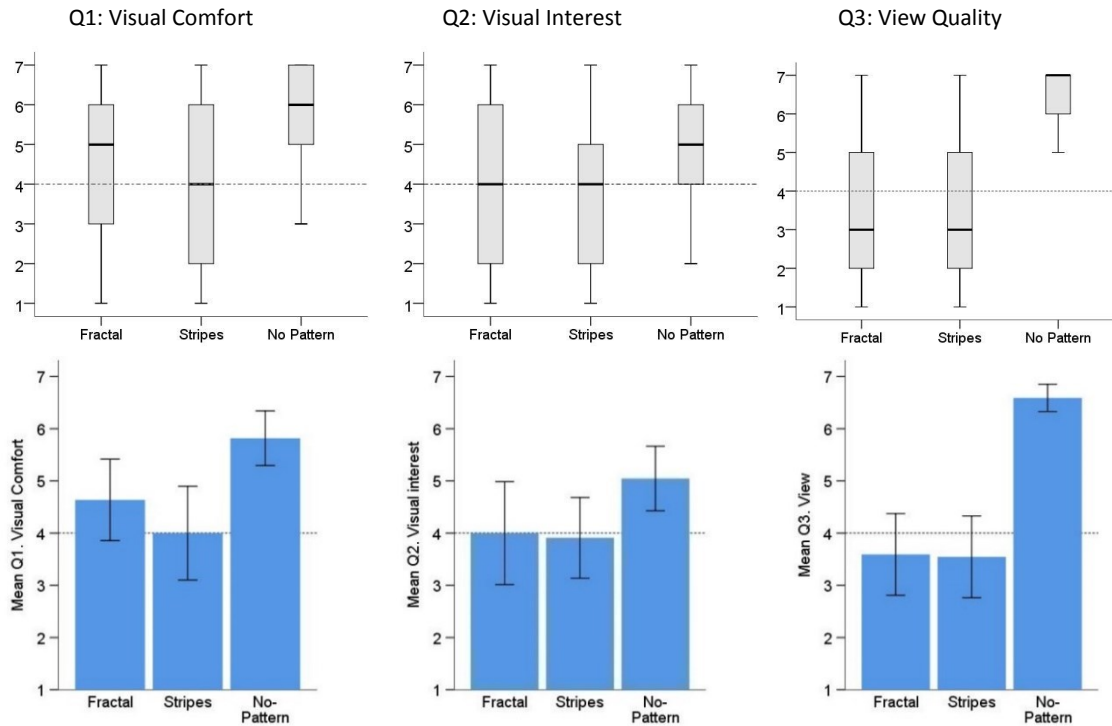 Q1: Visual Comfort
Q2: Visual Interest
Q3: View Quality
7
6
5
4
3
2
1
Fractal Stripes No Pattern
7
6
5
4
3
2
1
Fractal Stripes No Pattern
7
6
5
4
3
2
1
Fractal Stripes No Pattern
Mean Q1. Visual Comfort
7
6
5
4
3
2
1
Fractal Stripes No-
Pattern
Mean Q2. Visual interest
7
6
5
4
3
2
1
Fractal Stripes No-
Pattern
Mean Q3. View
7
6
5
4
3
2
1
Fractal Stripes No-
Pattern